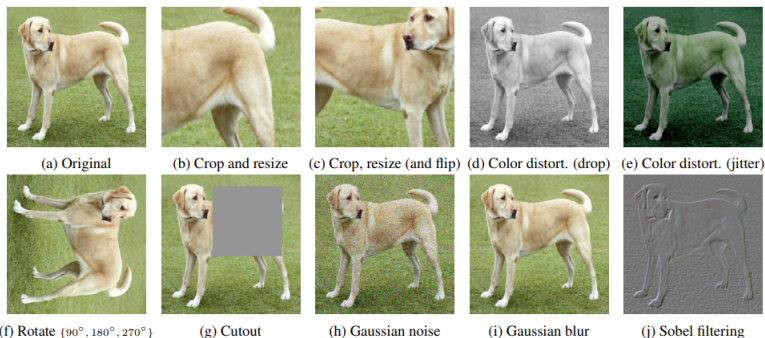 (a) Original
(b) Crop and resize
(c) Crop, resize (and flip)
(d) Color distort. (drop)
(e) Color distort. (jitter)
(f) Rotate {90°, 180°, 270°}
(g) Cutout
(h) Gaussian noise
(i) Gaussian blur
(j) Sobel filtering